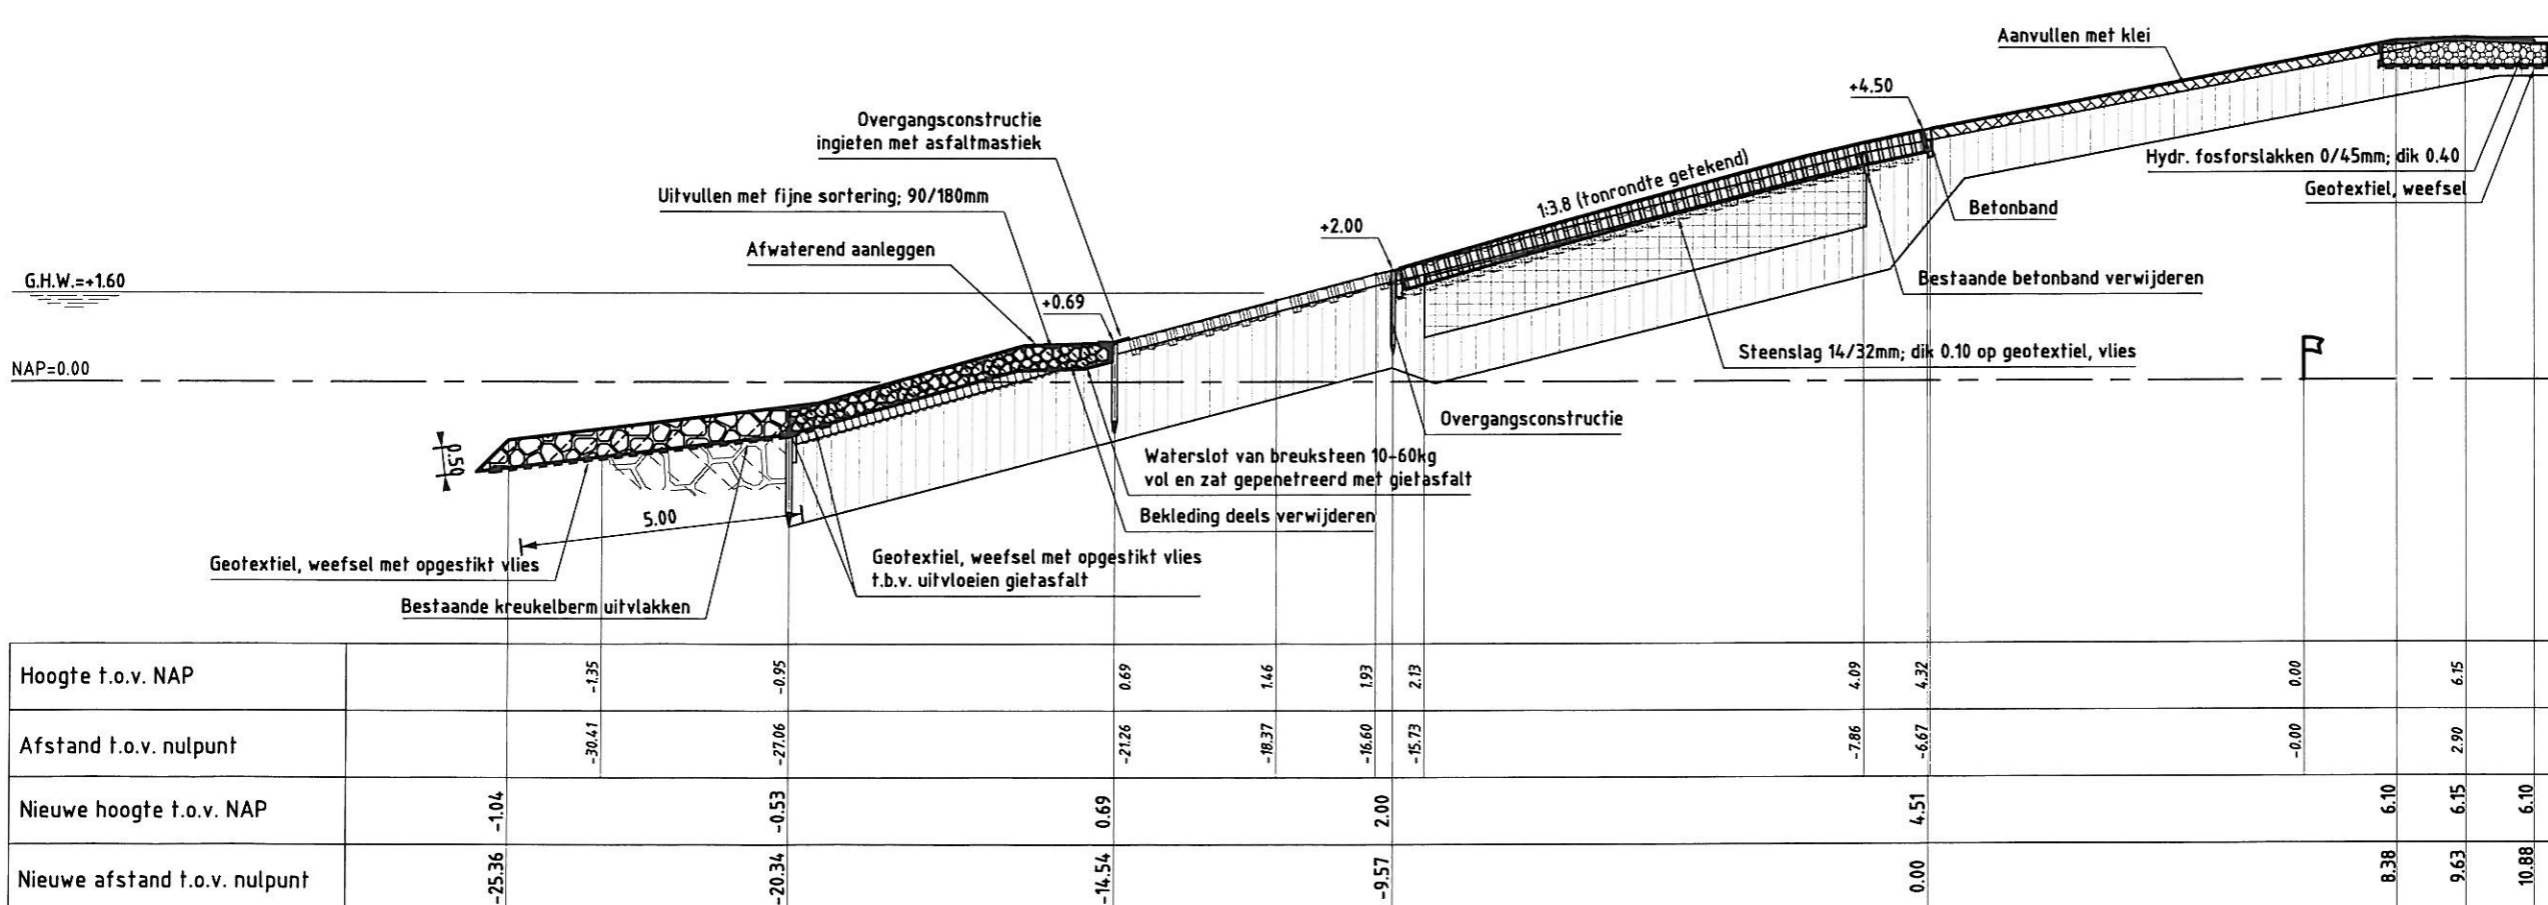 Aanvullen met klei
+4.50
Overgangsconstructie
ingieten met asfaltmastiek
Hydr. fosforslakken 0/45mm; dik 0.40
Geotextiel, weefsel
Uitvullen met fijne sortering; 90/180mm
1:3.8 (tonrondte getekend)
Betonband
+2.00
Afwaterend aanleggen
G.H.W.=+1.60
Bestaande betonband verwijderen
+0.69
Steenslag 14/32mm; dik 0.10 op geotextiel, vlies
NAP=0.00
Overgangsconstructie
0.50
Waterslot van breuksteen 10-60kg
vol en zat gepenetreerd met gietasfalt
5.00
Bekleding deels verwijderen
Geotextiel, weefsel met opgestikt vlies
Geotextiel, weefsel met opgestikt vlies
t.b.v. uitvloeien gietasfalt
Bestaande kreukelberm uitvlakken
Hoogte t.o.v. NAP -1.35 -0.95 0.69 1.46 1.93 2.13 4.09 4.32 0.00 6.15
Afstand t.o.v. nulpunt -30.41 -27.06 -21.26 -18.37 -16.60 -15.73 -7.86 -6.67 -0.00 2.90
Nieuwe hoogte t.o.v. NAP -1.04 -0.53 0.69 2.00 4.51 6.10 6.15 6.10
Nieuwe afstand t.o.v. nulpunt -25.36 -20.34 -14.54 -9.57 0.00 8.38 9.63 10.88